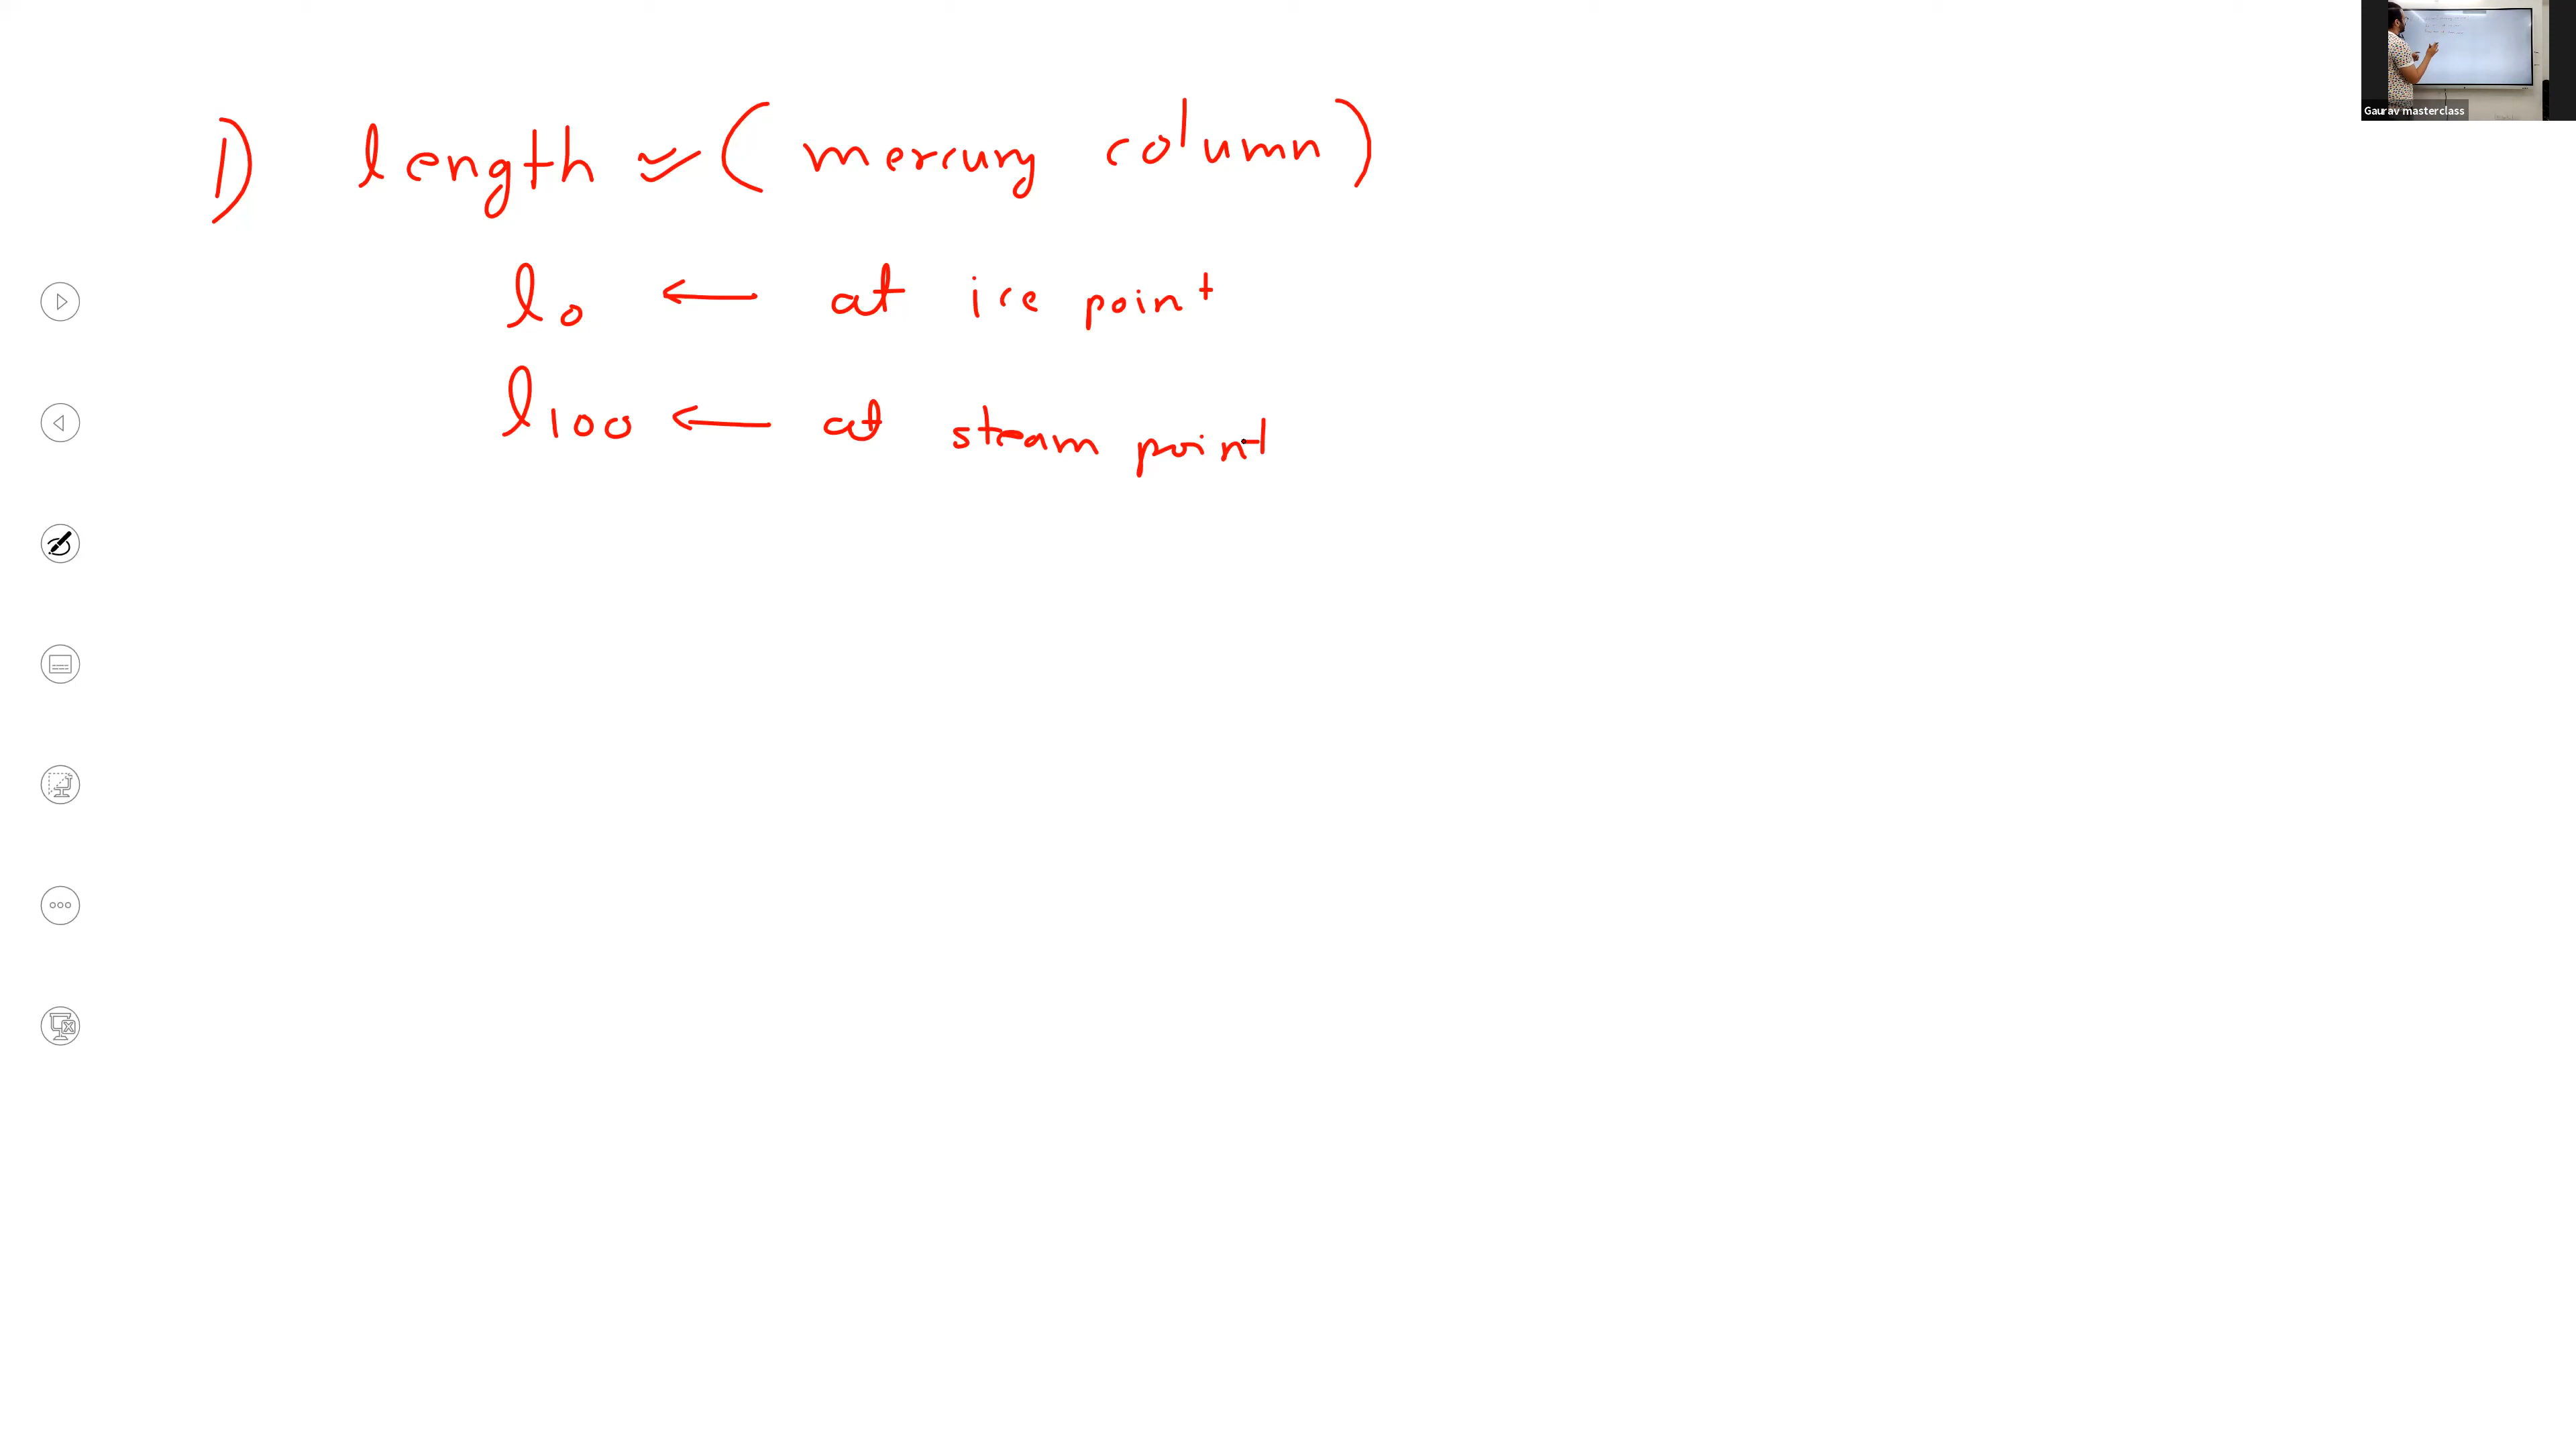 1) length (mercury column)
l₀ ← at ice point
l₁₀₀ ← at steam point
Gaurav masterclass